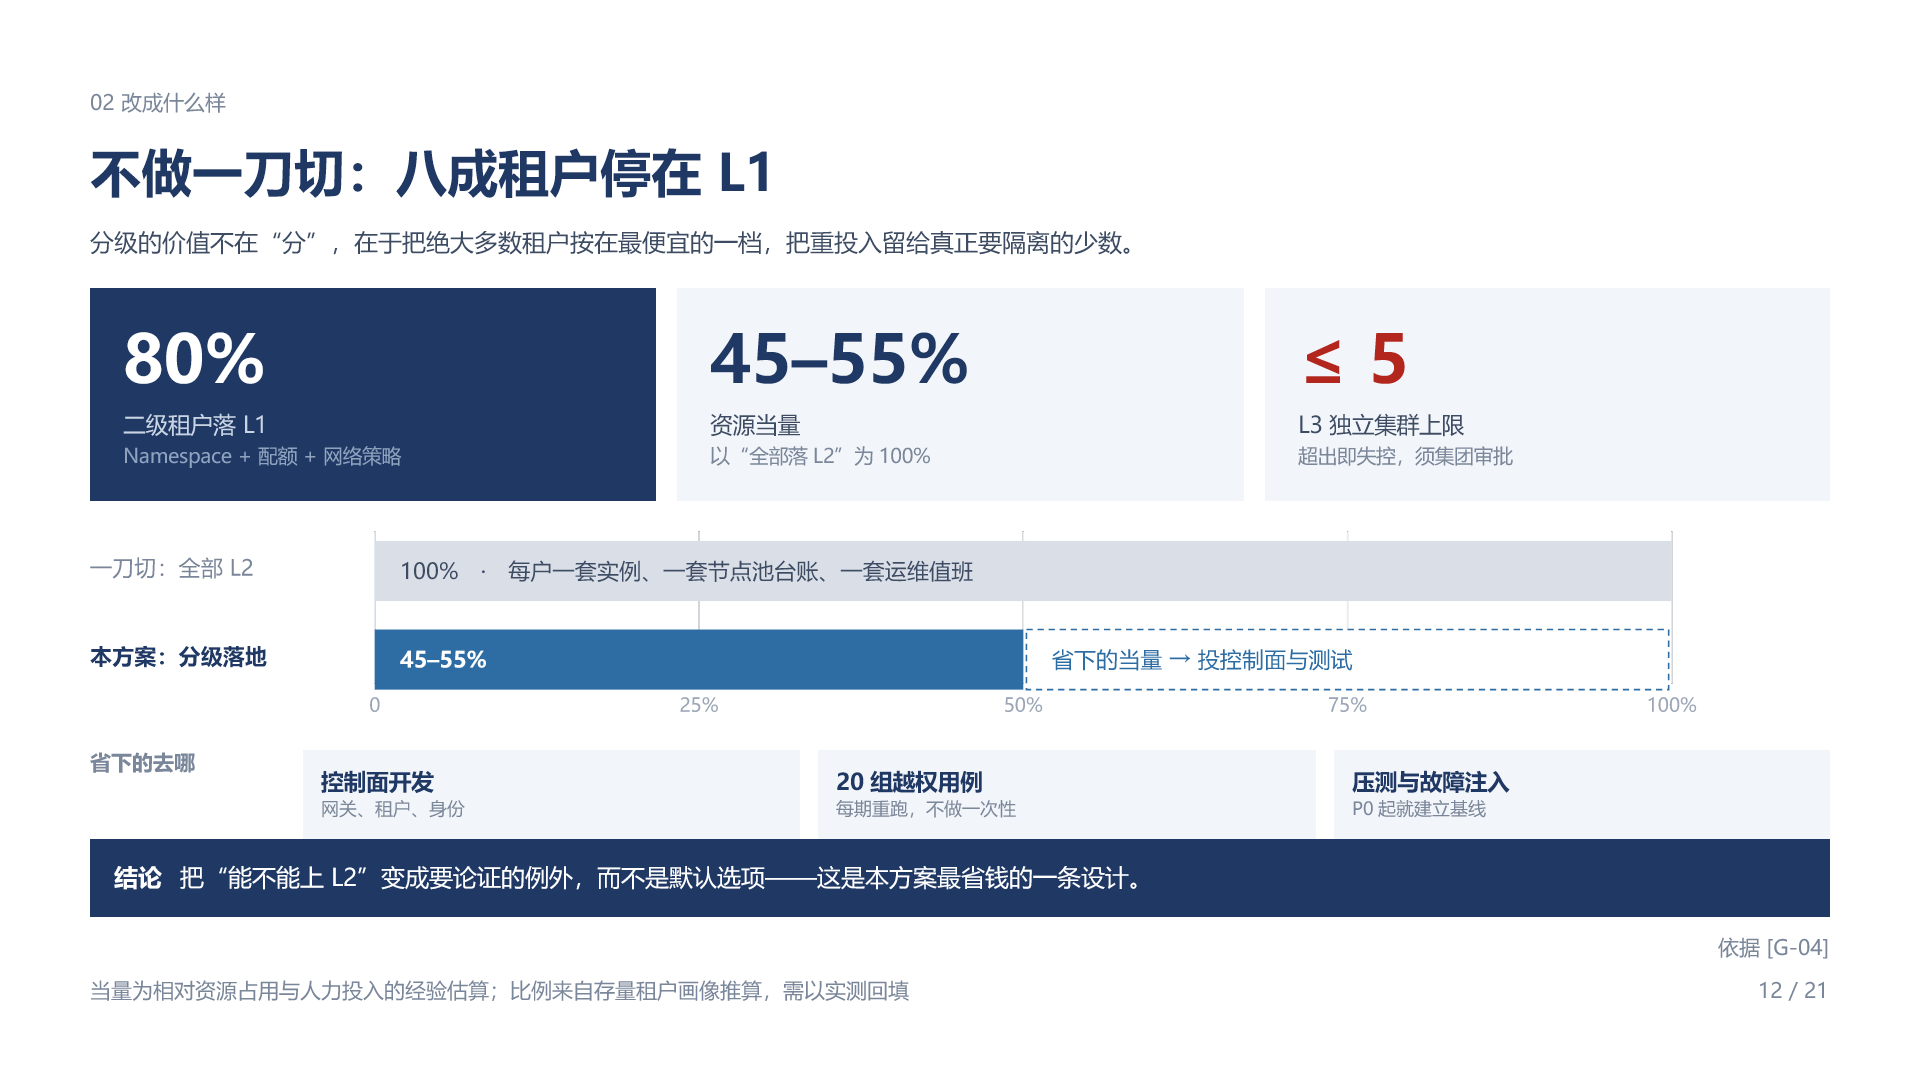 02 改成什么样
不做一刀切：八成租户停在 L1
分级的价值不在“分”，在于把绝大多数租户按在最便宜的一档，把重投入留给真正要隔离的少数。
80%
二级租户落 L1
Namespace + 配额 + 网络策略
45–55%
资源当量
以“全部落 L2”为 100%
≤ 5
L3 独立集群上限
超出即失控，须集团审批
一刀切：全部 L2
100% · 每户一套实例、一套节点池台账、一套运维值班
本方案：分级落地
45–55%
省下的当量 → 投控制面与测试
0 25% 50% 75% 100%
省下的去哪
控制面开发
网关、租户、身份
20 组越权用例
每期重跑，不做一次性
压测与故障注入
P0 起就建立基线
结论 把“能不能上 L2”变成要论证的例外，而不是默认选项——这是本方案最省钱的一条设计。
依据 [G-04]
当量为相对资源占用与人力投入的经验估算；比例来自存量租户画像推算，需以实测回填
12 / 21